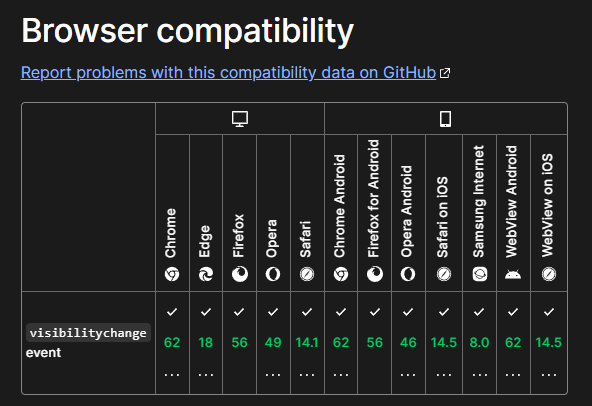 Browser compatibility
Report problems with this compatibility data on GitHub
Chrome
Edge
Firefox
Opera
Safari
Chrome Android
Firefox for Android
Opera Android
Safari on iOS
Samsung Internet
WebView Android
WebView on iOS
visibilitychange
event
✓ ✓ ✓ ✓ ✓ ✓ ✓ ✓ ✓ ✓ ✓ ✓
62 18 56 49 14.1 62 56 46 14.5 8.0 62 14.5
… … … … … … … … … … … …